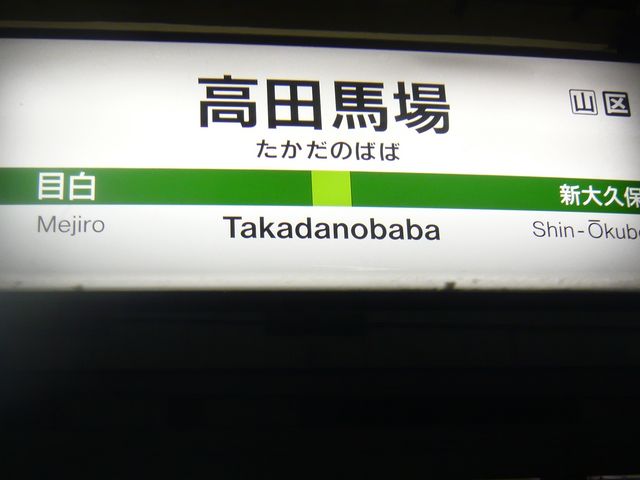 高田馬場
山区
たかだのばば
目白
新大久保
Mejiro
Takadanobaba
Shin-Ōkubo